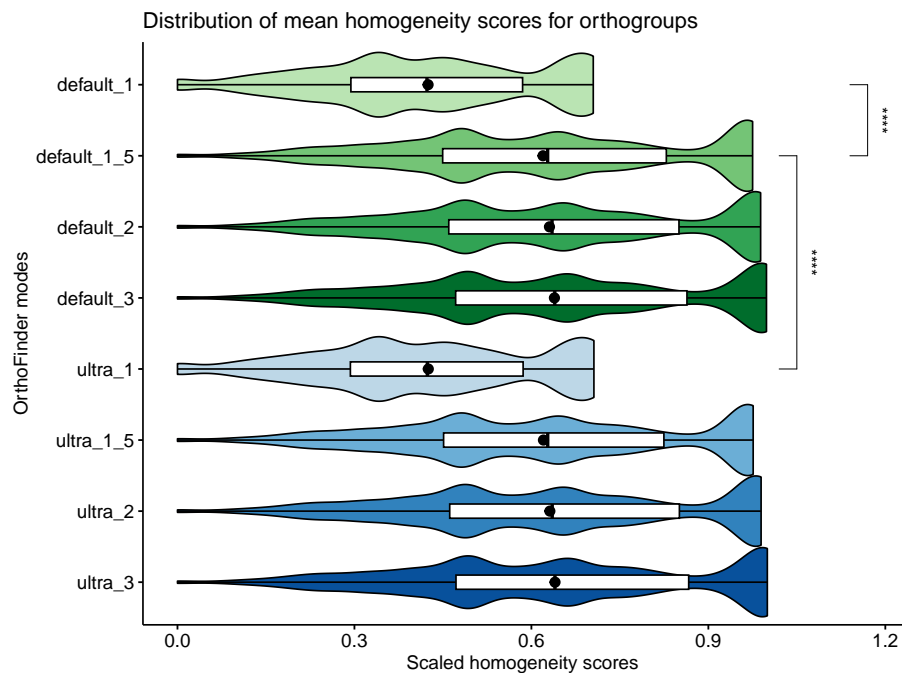 Distribution of mean homogeneity scores for orthogroups
OrthoFinder modes
default_1
default_1_5
default_2
default_3
ultra_1
ultra_1_5
ultra_2
ultra_3
****
****
0.0
0.3
0.6
0.9
1.2
Scaled homogeneity scores